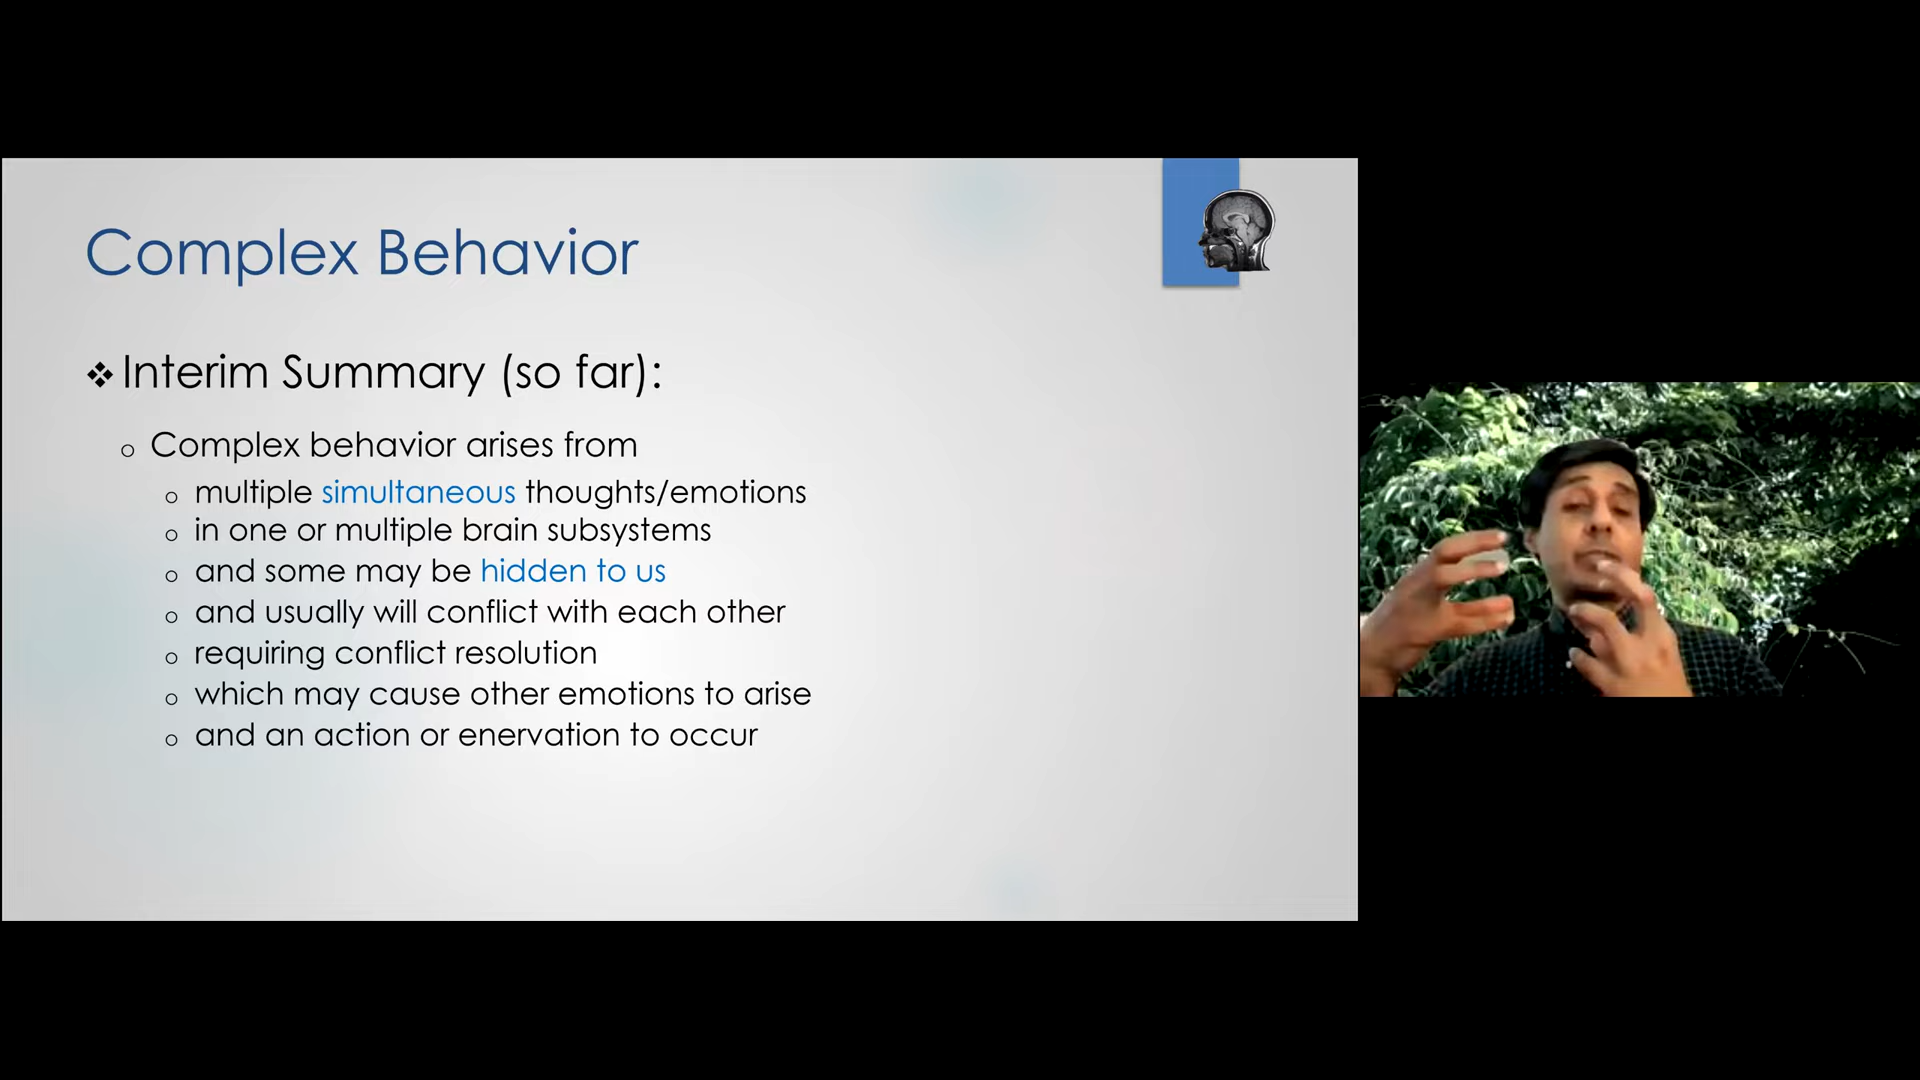 Complex Behavior
❖ Interim Summary (so far):
o Complex behavior arises from
o multiple simultaneous thoughts/emotions
o in one or multiple brain subsystems
o and some may be hidden to us
o and usually will conflict with each other
o requiring conflict resolution
o which may cause other emotions to arise
o and an action or enervation to occur